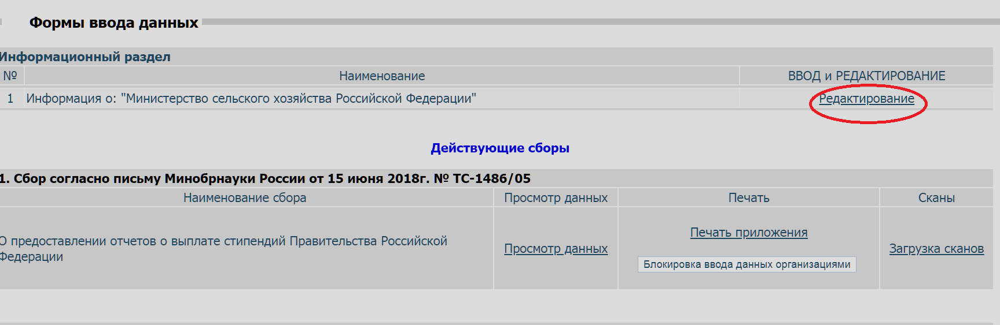 Формы ввода данных
Информационный раздел
№ Наименование ВВОД и РЕДАКТИРОВАНИЕ
1 Информация о: "Министерство сельского хозяйства Российской Федерации" Редактирование
Действующие сборы
1. Сбор согласно письму Минобрнауки России от 15 июня 2018г. № ТС-1486/05
Наименование сбора Просмотр данных Печать Сканы
О предоставлении отчетов о выплате стипендий Правительства Российской
Федерации
Просмотр данных
Печать приложения
Блокировка ввода данных организациями
Загрузка сканов